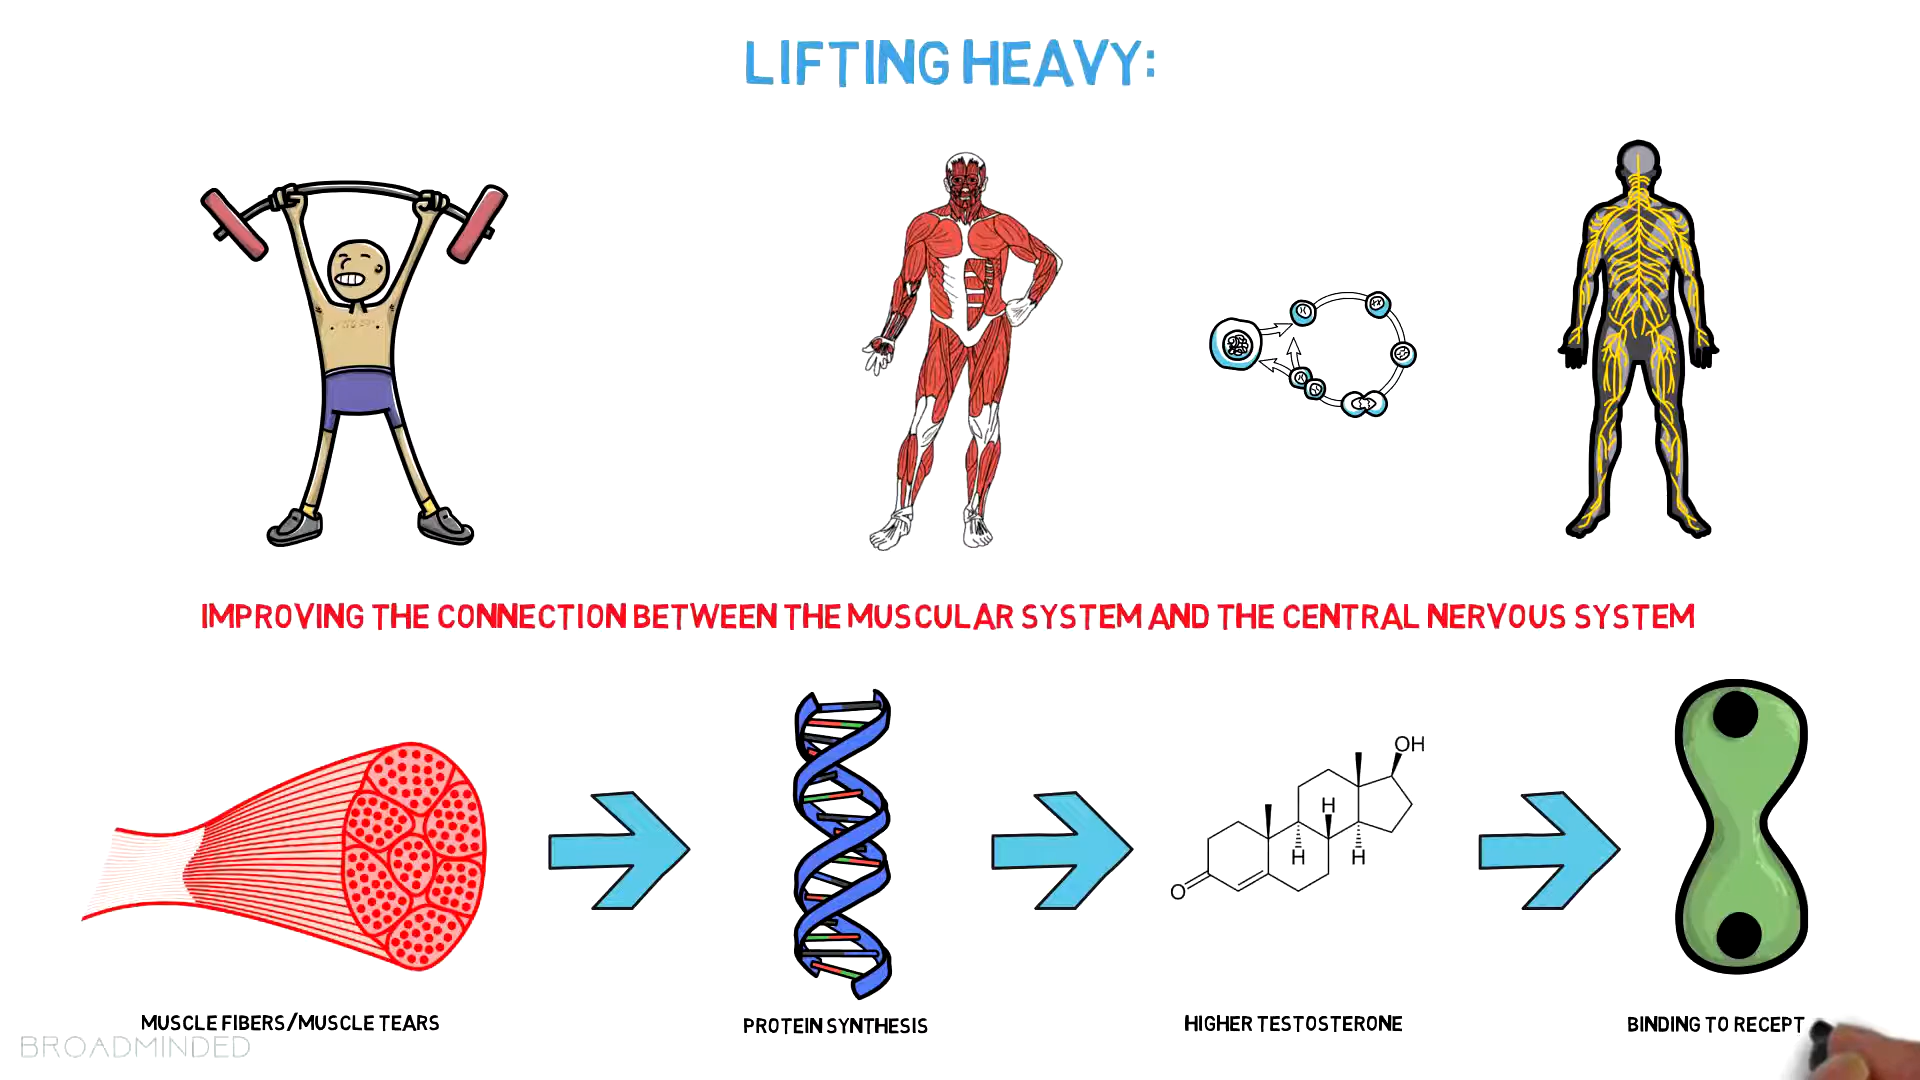 LIFTING HEAVY:
IMPROVING THE CONNECTION BETWEEN THE MUSCULAR SYSTEM AND THE CENTRAL NERVOUS SYSTEM
OH
H
H
H
O
MUSCLE FIBERS/MUSCLE TEARS
PROTEIN SYNTHESIS
HIGHER TESTOSTERONE
BINDING TO RECEPT
BROADMINDED